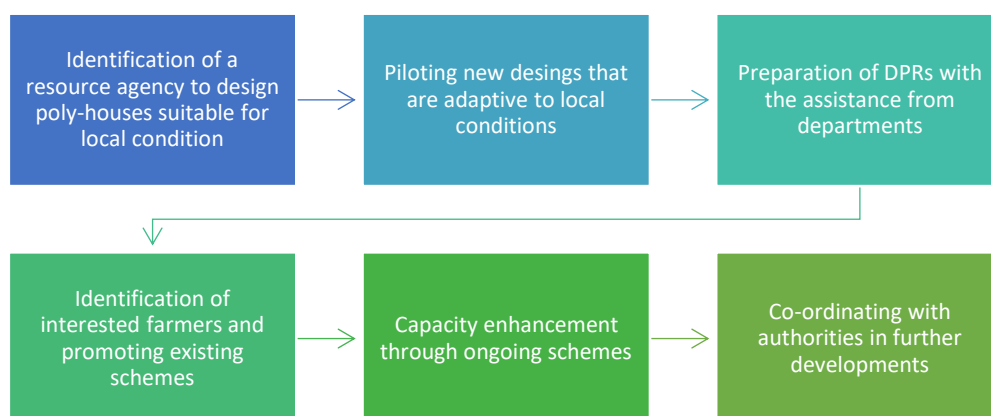 Identification of a
resource agency to design
poly-houses suitable for
local condition
Piloting new desings that
are adaptive to local
conditions
Preparation of DPRs with
the assistance from
departments
Identification of
interested farmers and
promoting existing
schemes
Capacity enhancement
through ongoing schemes
Co-ordinating with
authorities in further
developments